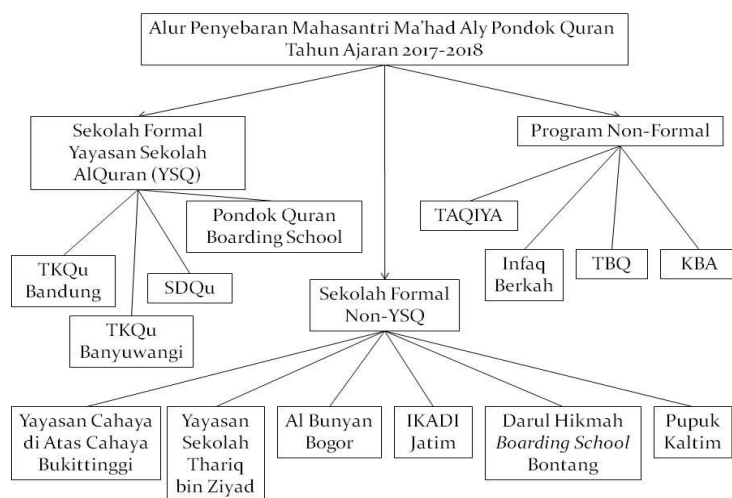 Alur Penyebaran Mahasantri Ma'had Aly Pondok Quran
Tahun Ajaran 2017-2018
Sekolah Formal
Yayasan Sekolah
AlQuran (YSQ)
Program Non-Formal
Pondok Quran
Boarding School
TKQu
Bandung
TKQu
Banyuwangi
SDQu
TAQIYA
Infaq
Berkah
TBQ
KBA
Sekolah Formal
Non-YSQ
Yayasan Cahaya
di Atas Cahaya
Bukittinggi
Yayasan
Sekolah
Thariq
bin Ziyad
Al Bunyan
Bogor
IKADI
Jatim
Darul Hikmah
Boarding School
Bontang
Pupuk
Kaltim